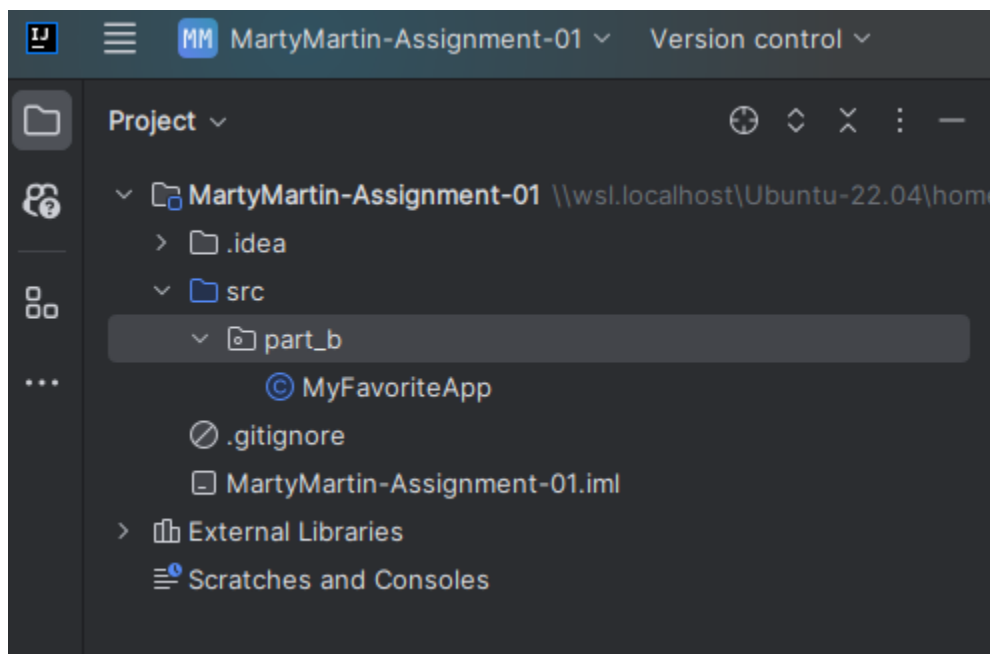 IJ MM MartyMartin-Assignment-01 Version control
Project
MartyMartin-Assignment-01 \\wsl.localhost\Ubuntu-22.04\home
.idea
src
part_b
C MyFavoriteApp
.gitignore
MartyMartin-Assignment-01.iml
External Libraries
Scratches and Consoles